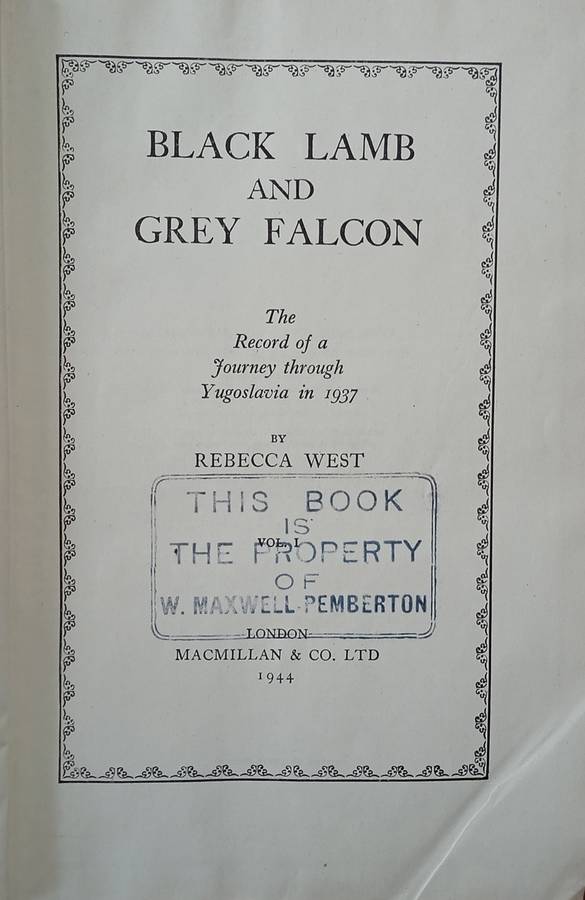 BLACK LAMB
AND
GREY FALCON
The
Record of a
Journey through
Yugoslavia in 1937
BY
REBECCA WEST
THIS BOOK
IS
VOL. I
THE PROPERTY
OF
W. MAXWELL-PEMBERTON
LONDON
MACMILLAN & CO. LTD
1944